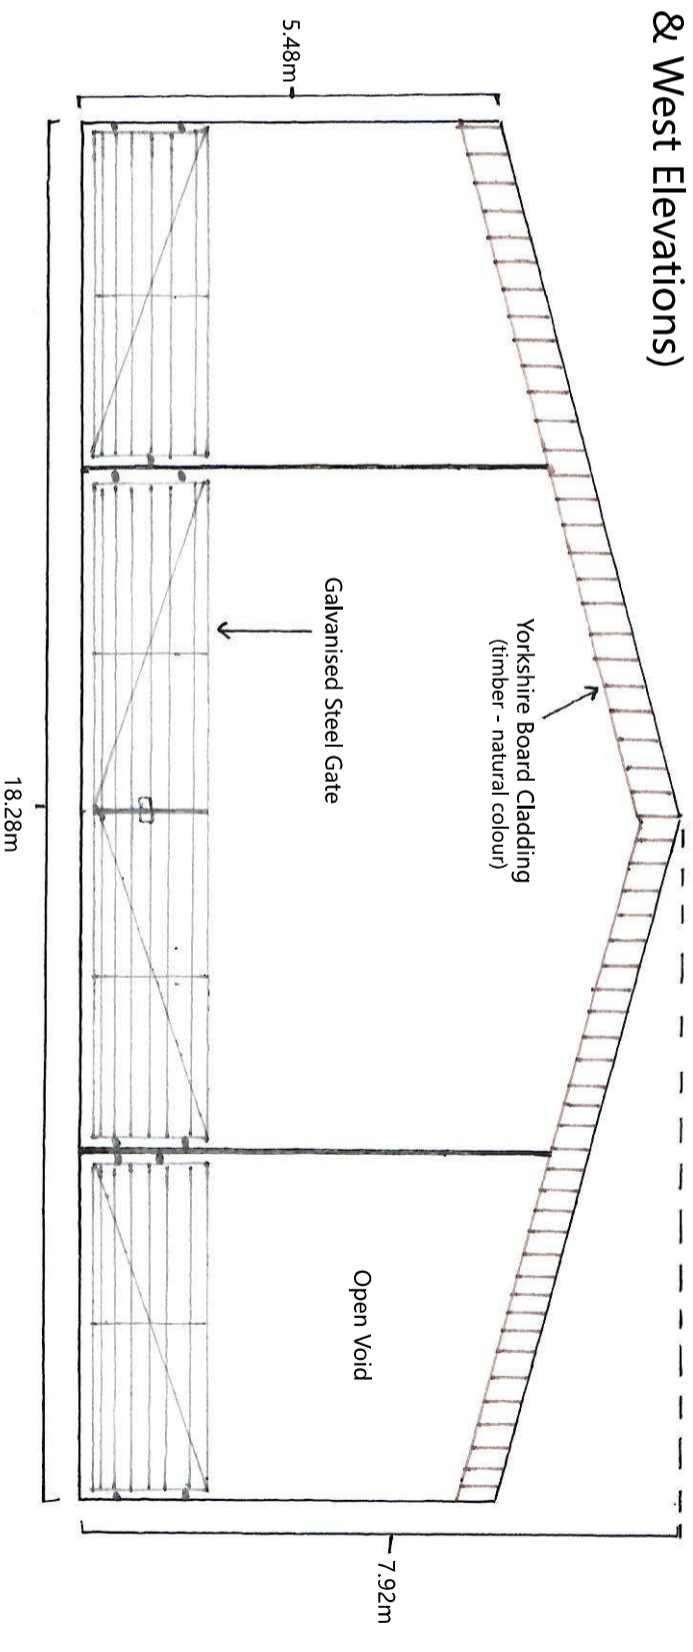 & West Elevations)
5.48m
7.92m
Yorkshire Board Cladding
(timber - natural colour)
Galvanised Steel Gate
Open Void
18.28m